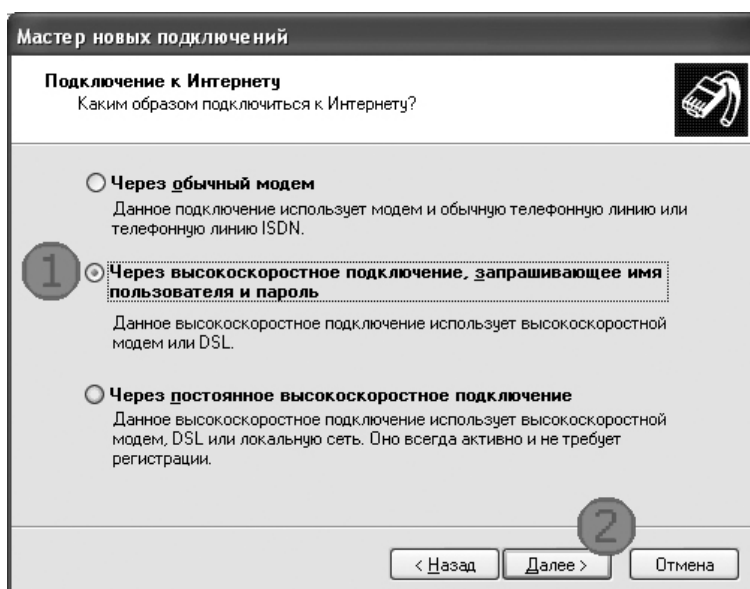 Мастер новых подключений
Подключение к Интернету
Каким образом подключиться к Интернету?
Через обычный модем
Данное подключение использует модем и обычную телефонную линию или
телефонную линию ISDN.
1
Через высокоскоростное подключение, запрашивающее имя
пользователя и пароль
Данное высокоскоростное подключение использует высокоскоростной
модем или DSL.
Через постоянное высокоскоростное подключение
Данное высокоскоростное подключение использует высокоскоростной
модем, DSL или локальную сеть. Оно всегда активно и не требует
регистрации.
2
< Назад Далее > Отмена